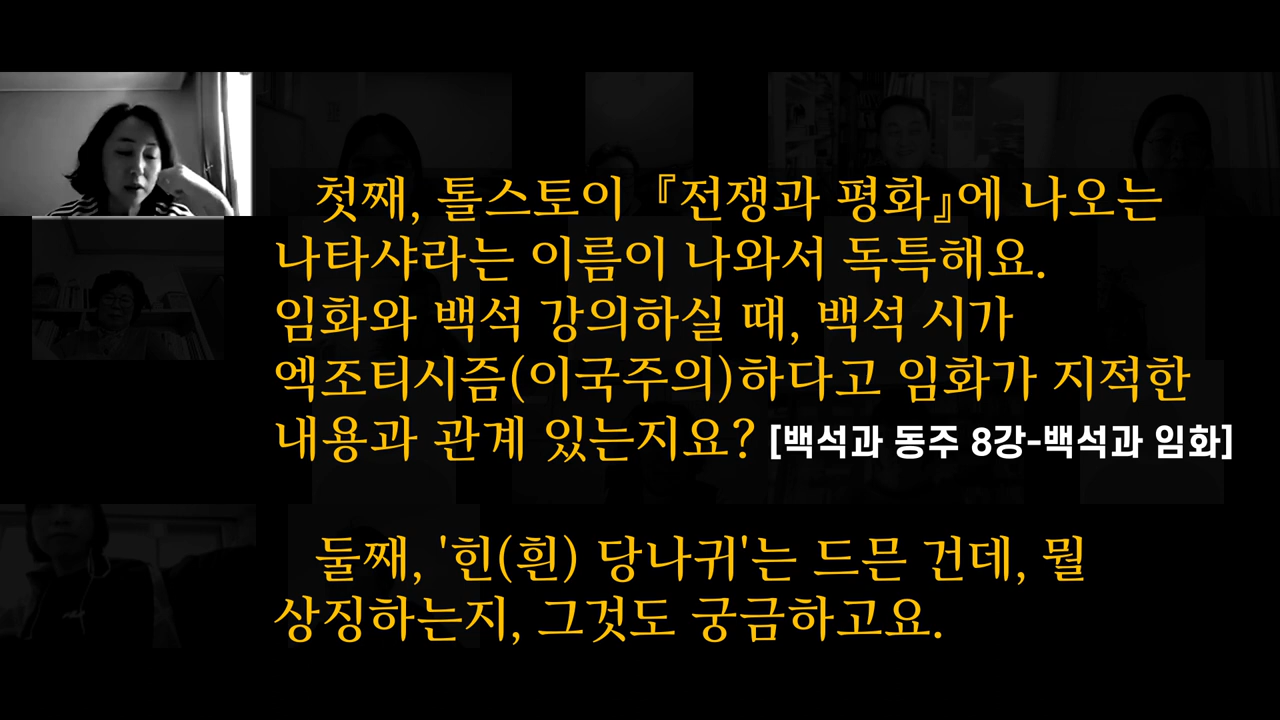 첫째, 톨스토이 『전쟁과 평화』에 나오는
나타샤라는 이름이 나와서 독특해요.
임화와 백석 강의하실 때, 백석 시가
엑조티시즘(이국주의)하다고 임화가 지적한
내용과 관계 있는지요? [백석과 동주 8강-백석과 임화]
둘째, '힌(흰) 당나귀'는 드믄 건데, 뭘
상징하는지, 그것도 궁금하고요.